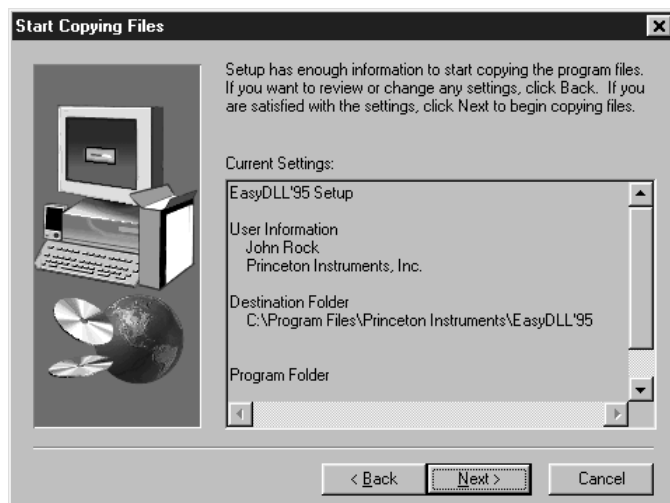 Start Copying Files
Setup has enough information to start copying the program files.
If you want to review or change any settings, click Back. If you
are satisfied with the settings, click Next to begin copying files.
Current Settings:
EasyDLL'95 Setup
User Information
John Rock
Princeton Instruments, Inc.
Destination Folder
C:\Program Files\Princeton Instruments\EasyDLL'95
Program Folder
< Back
Next >
Cancel